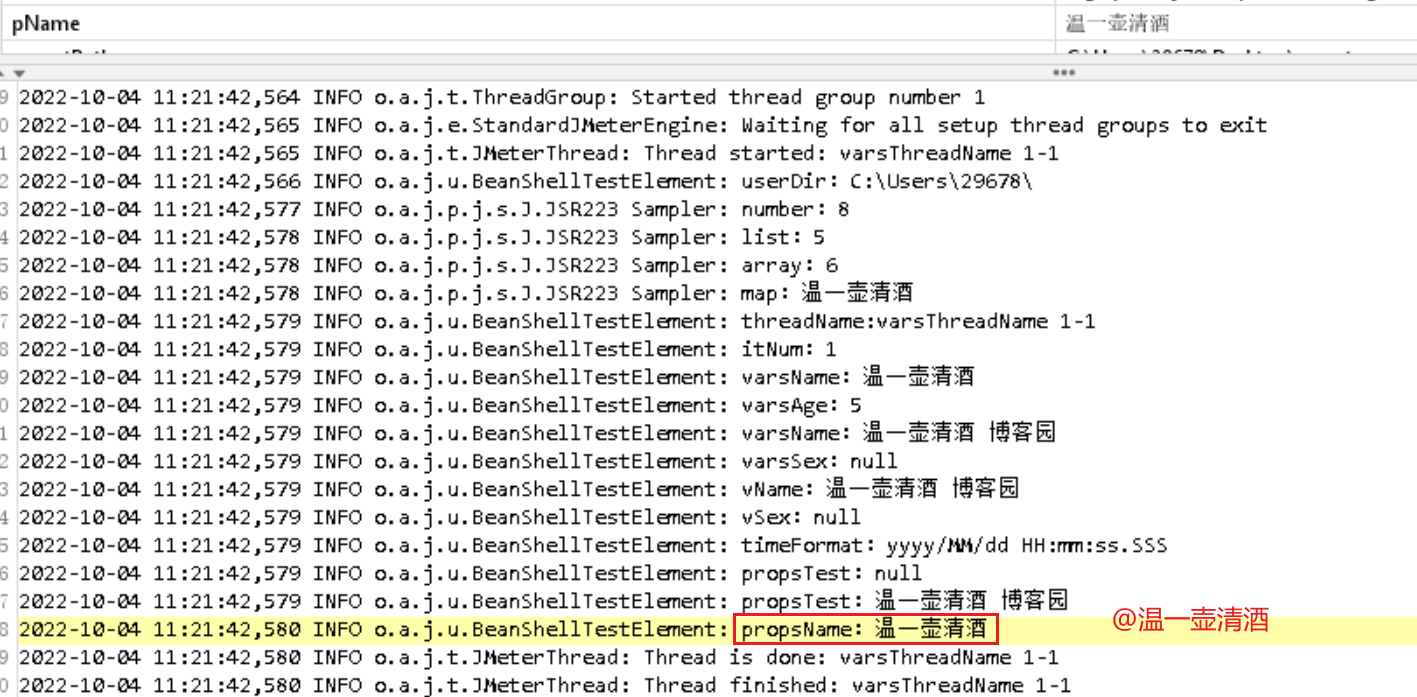 pName 温一壶清酒
9 2022-10-04 11:21:42,564 INFO o.a.j.t.ThreadGroup: Started thread group number 1
0 2022-10-04 11:21:42,565 INFO o.a.j.e.StandardJMeterEngine: Waiting for all setup thread groups to exit
1 2022-10-04 11:21:42,565 INFO o.a.j.t.JMeterThread: Thread started: varsThreadName 1-1
2 2022-10-04 11:21:42,566 INFO o.a.j.u.BeanShellTestElement: userDir：C:\Users\29678\
3 2022-10-04 11:21:42,577 INFO o.a.j.p.j.s.J.JSR223 Sampler: number：8
4 2022-10-04 11:21:42,578 INFO o.a.j.p.j.s.J.JSR223 Sampler: list：5
5 2022-10-04 11:21:42,578 INFO o.a.j.p.j.s.J.JSR223 Sampler: array：6
6 2022-10-04 11:21:42,578 INFO o.a.j.p.j.s.J.JSR223 Sampler: map：温一壶清酒
7 2022-10-04 11:21:42,579 INFO o.a.j.u.BeanShellTestElement: threadName:varsThreadName 1-1
8 2022-10-04 11:21:42,579 INFO o.a.j.u.BeanShellTestElement: itNum：1
9 2022-10-04 11:21:42,579 INFO o.a.j.u.BeanShellTestElement: varsName：温一壶清酒
0 2022-10-04 11:21:42,579 INFO o.a.j.u.BeanShellTestElement: varsAge：5
1 2022-10-04 11:21:42,579 INFO o.a.j.u.BeanShellTestElement: varsName：温一壶清酒 博客园
2 2022-10-04 11:21:42,579 INFO o.a.j.u.BeanShellTestElement: varsSex：null
3 2022-10-04 11:21:42,579 INFO o.a.j.u.BeanShellTestElement: vName：温一壶清酒 博客园
4 2022-10-04 11:21:42,579 INFO o.a.j.u.BeanShellTestElement: vSex：null
5 2022-10-04 11:21:42,579 INFO o.a.j.u.BeanShellTestElement: timeFormat：yyyy/MM/dd HH:mm:ss.SSS
6 2022-10-04 11:21:42,579 INFO o.a.j.u.BeanShellTestElement: propsTest：null
7 2022-10-04 11:21:42,579 INFO o.a.j.u.BeanShellTestElement: propsTest：温一壶清酒 博客园
8 2022-10-04 11:21:42,580 INFO o.a.j.u.BeanShellTestElement: propsName：温一壶清酒 @温一壶清酒
9 2022-10-04 11:21:42,580 INFO o.a.j.t.JMeterThread: Thread is done: varsThreadName 1-1
0 2022-10-04 11:21:42,580 INFO o.a.j.t.JMeterThread: Thread finished: varsThreadName 1-1